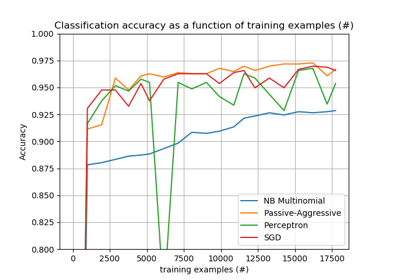 Classification accuracy as a function of training examples (#)
1.000
0.975
0.950
0.925
0.900
0.875
0.850
0.825
0.800
Accuracy
NB Multinomial
Passive-Aggressive
Perceptron
SGD
0 2500 5000 7500 10000 12500 15000 17500
training examples (#)